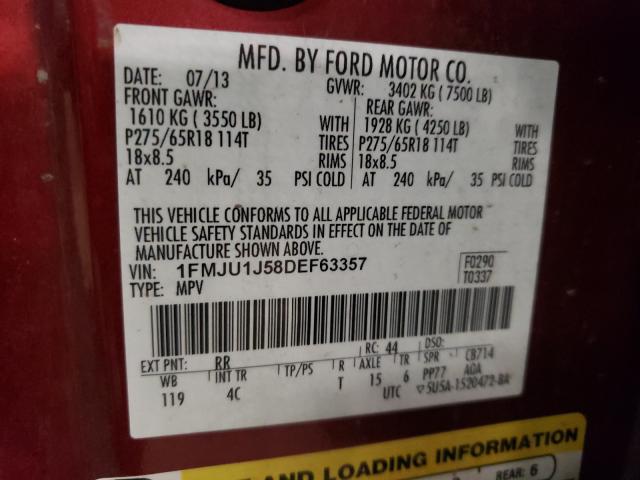 MFD. BY FORD MOTOR CO.
DATE: 07/13 GVWR: 3402 KG ( 7500 LB)
FRONT GAWR: REAR GAWR:
1610 KG ( 3550 LB) WITH 1928 KG ( 4250 LB) WITH
P275/65R18 114T TIRES P275/65R18 114T TIRES
18x8.5 RIMS 18x8.5 RIMS
AT 240 kPa/ 35 PSI COLD AT 240 kPa/ 35 PSI COLD
THIS VEHICLE CONFORMS TO ALL APPLICABLE FEDERAL MOTOR
VEHICLE SAFETY STANDARDS IN EFFECT ON THE DATE OF
MANUFACTURE SHOWN ABOVE.
VIN: 1FMJU1J58DEF63357 F0290
TYPE: MPV T0337
EXT PNT: RR RC: 44 DSO:
WB INT TR TP/PS R AXLE TR SPR CB714
119 4C T 15 6 PP77 AOA
UTC 5U5A-1520472-BA
E AND LOADING INFORMATION
REAR: 6